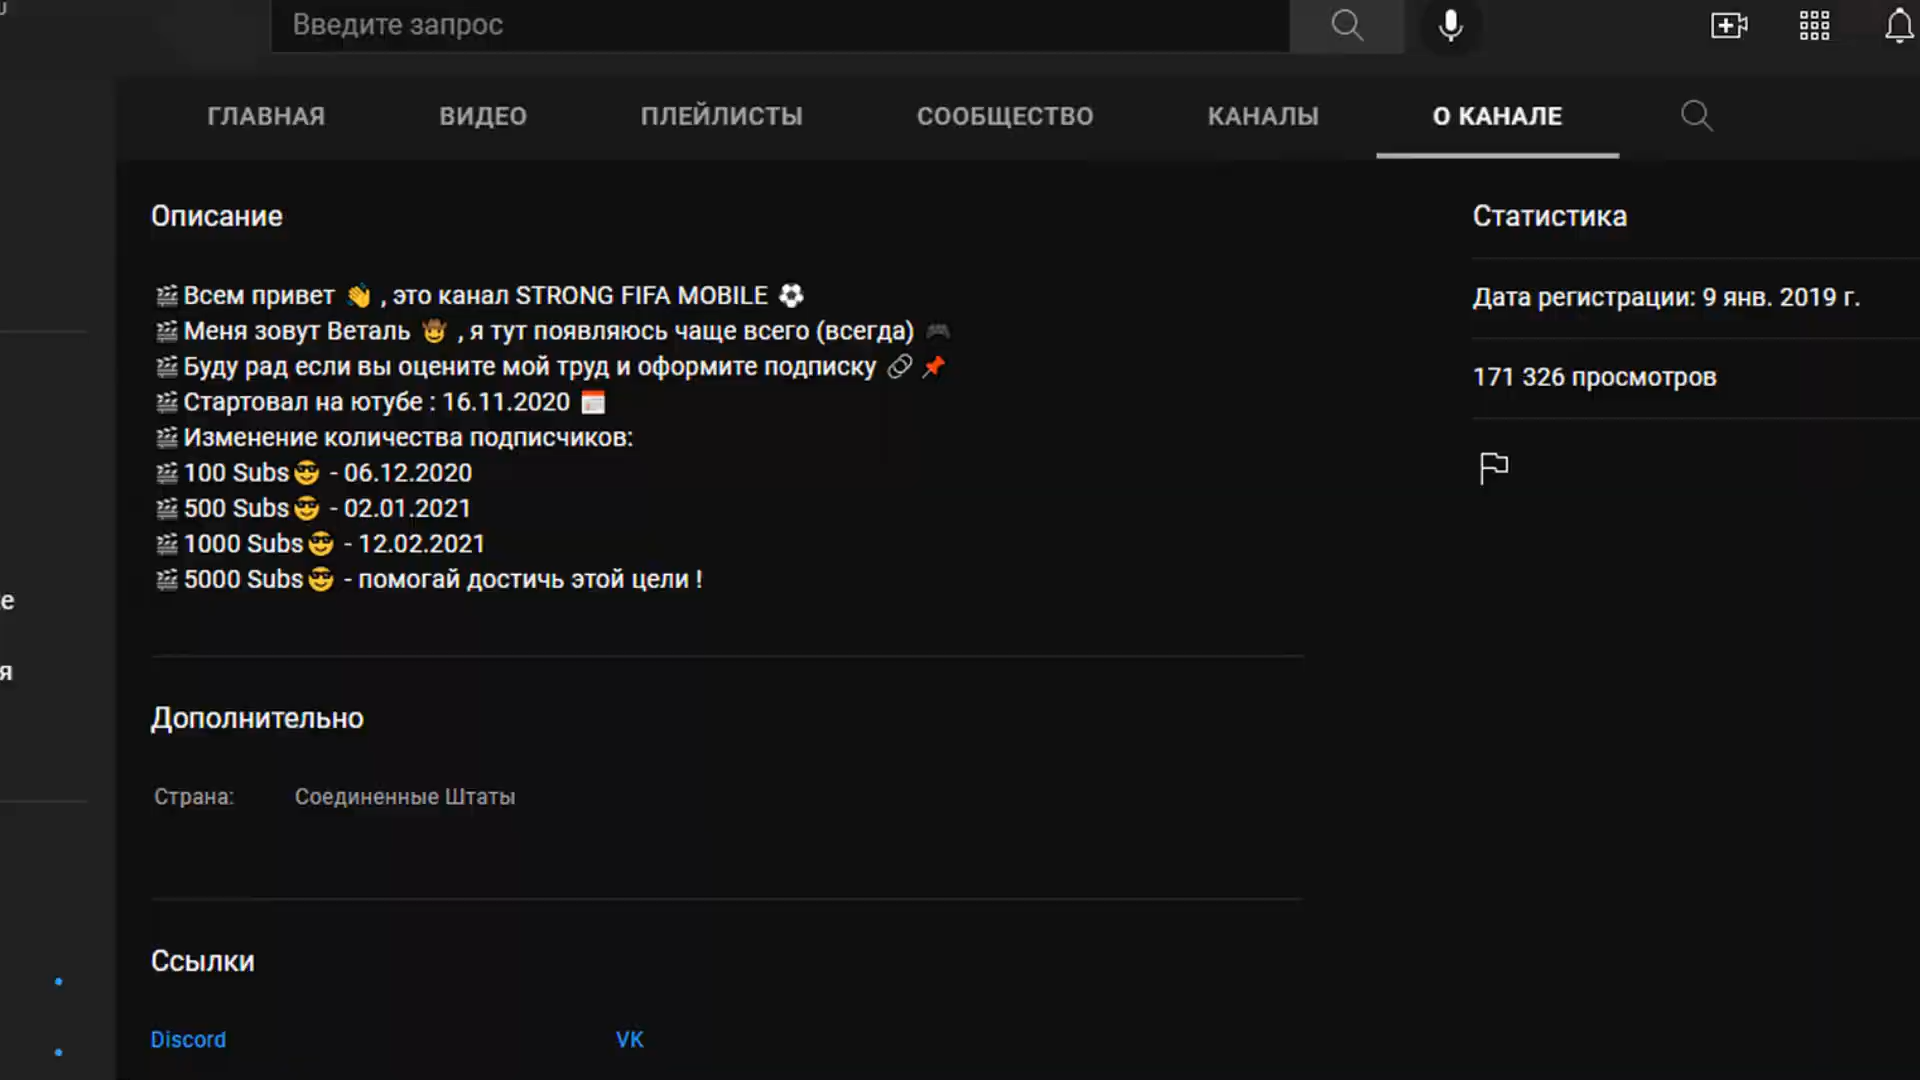 Введите запрос
ГЛАВНАЯ ВИДЕО ПЛЕЙЛИСТЫ СООБЩЕСТВО КАНАЛЫ О КАНАЛЕ
Описание
🎬Всем привет 👋 , это канал STRONG FIFA MOBILE ⚽
🎬Меня зовут Веталь 🤠 , я тут появляюсь чаще всего (всегда) 🎮
🎬Буду рад если вы оцените мой труд и оформите подписку 🔗 📌
🎬Стартовал на ютубе : 16.11.2020 📅
🎬Изменение количества подписчиков:
🎬100 Subs😎 - 06.12.2020
🎬500 Subs😎 - 02.01.2021
🎬1000 Subs😎 - 12.02.2021
🎬5000 Subs😎 - помогай достичь этой цели !
Дополнительно
Страна: Соединенные Штаты
Ссылки
Discord VK
Статистика
Дата регистрации: 9 янв. 2019 г.
171 326 просмотров